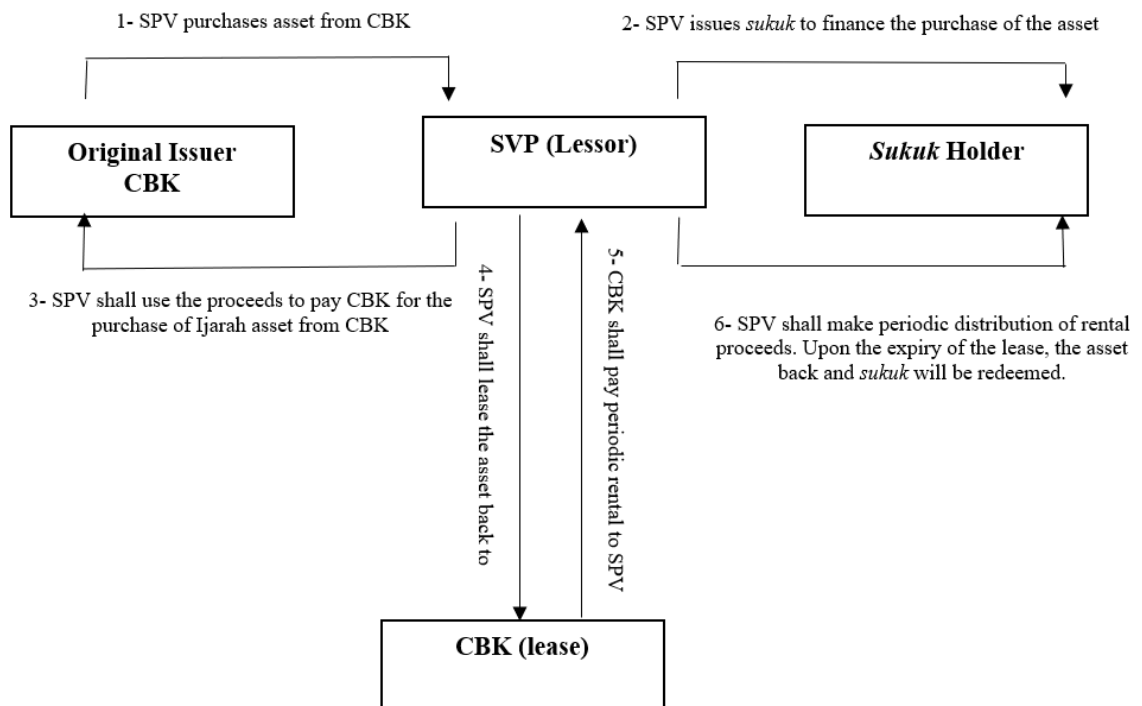 1- SPV purchases asset from CBK
2- SPV issues sukuk to finance the purchase of the asset
Original Issuer
CBK
SVP (Lessor)
Sukuk Holder
3- SPV shall use the proceeds to pay CBK for the
purchase of Ijarah asset from CBK
4- SPV shall lease the asset back to
5- CBK shall pay periodic rental to SPV
6- SPV shall make periodic distribution of rental
proceeds. Upon the expiry of the lease, the asset
back and sukuk will be redeemed.
CBK (lease)